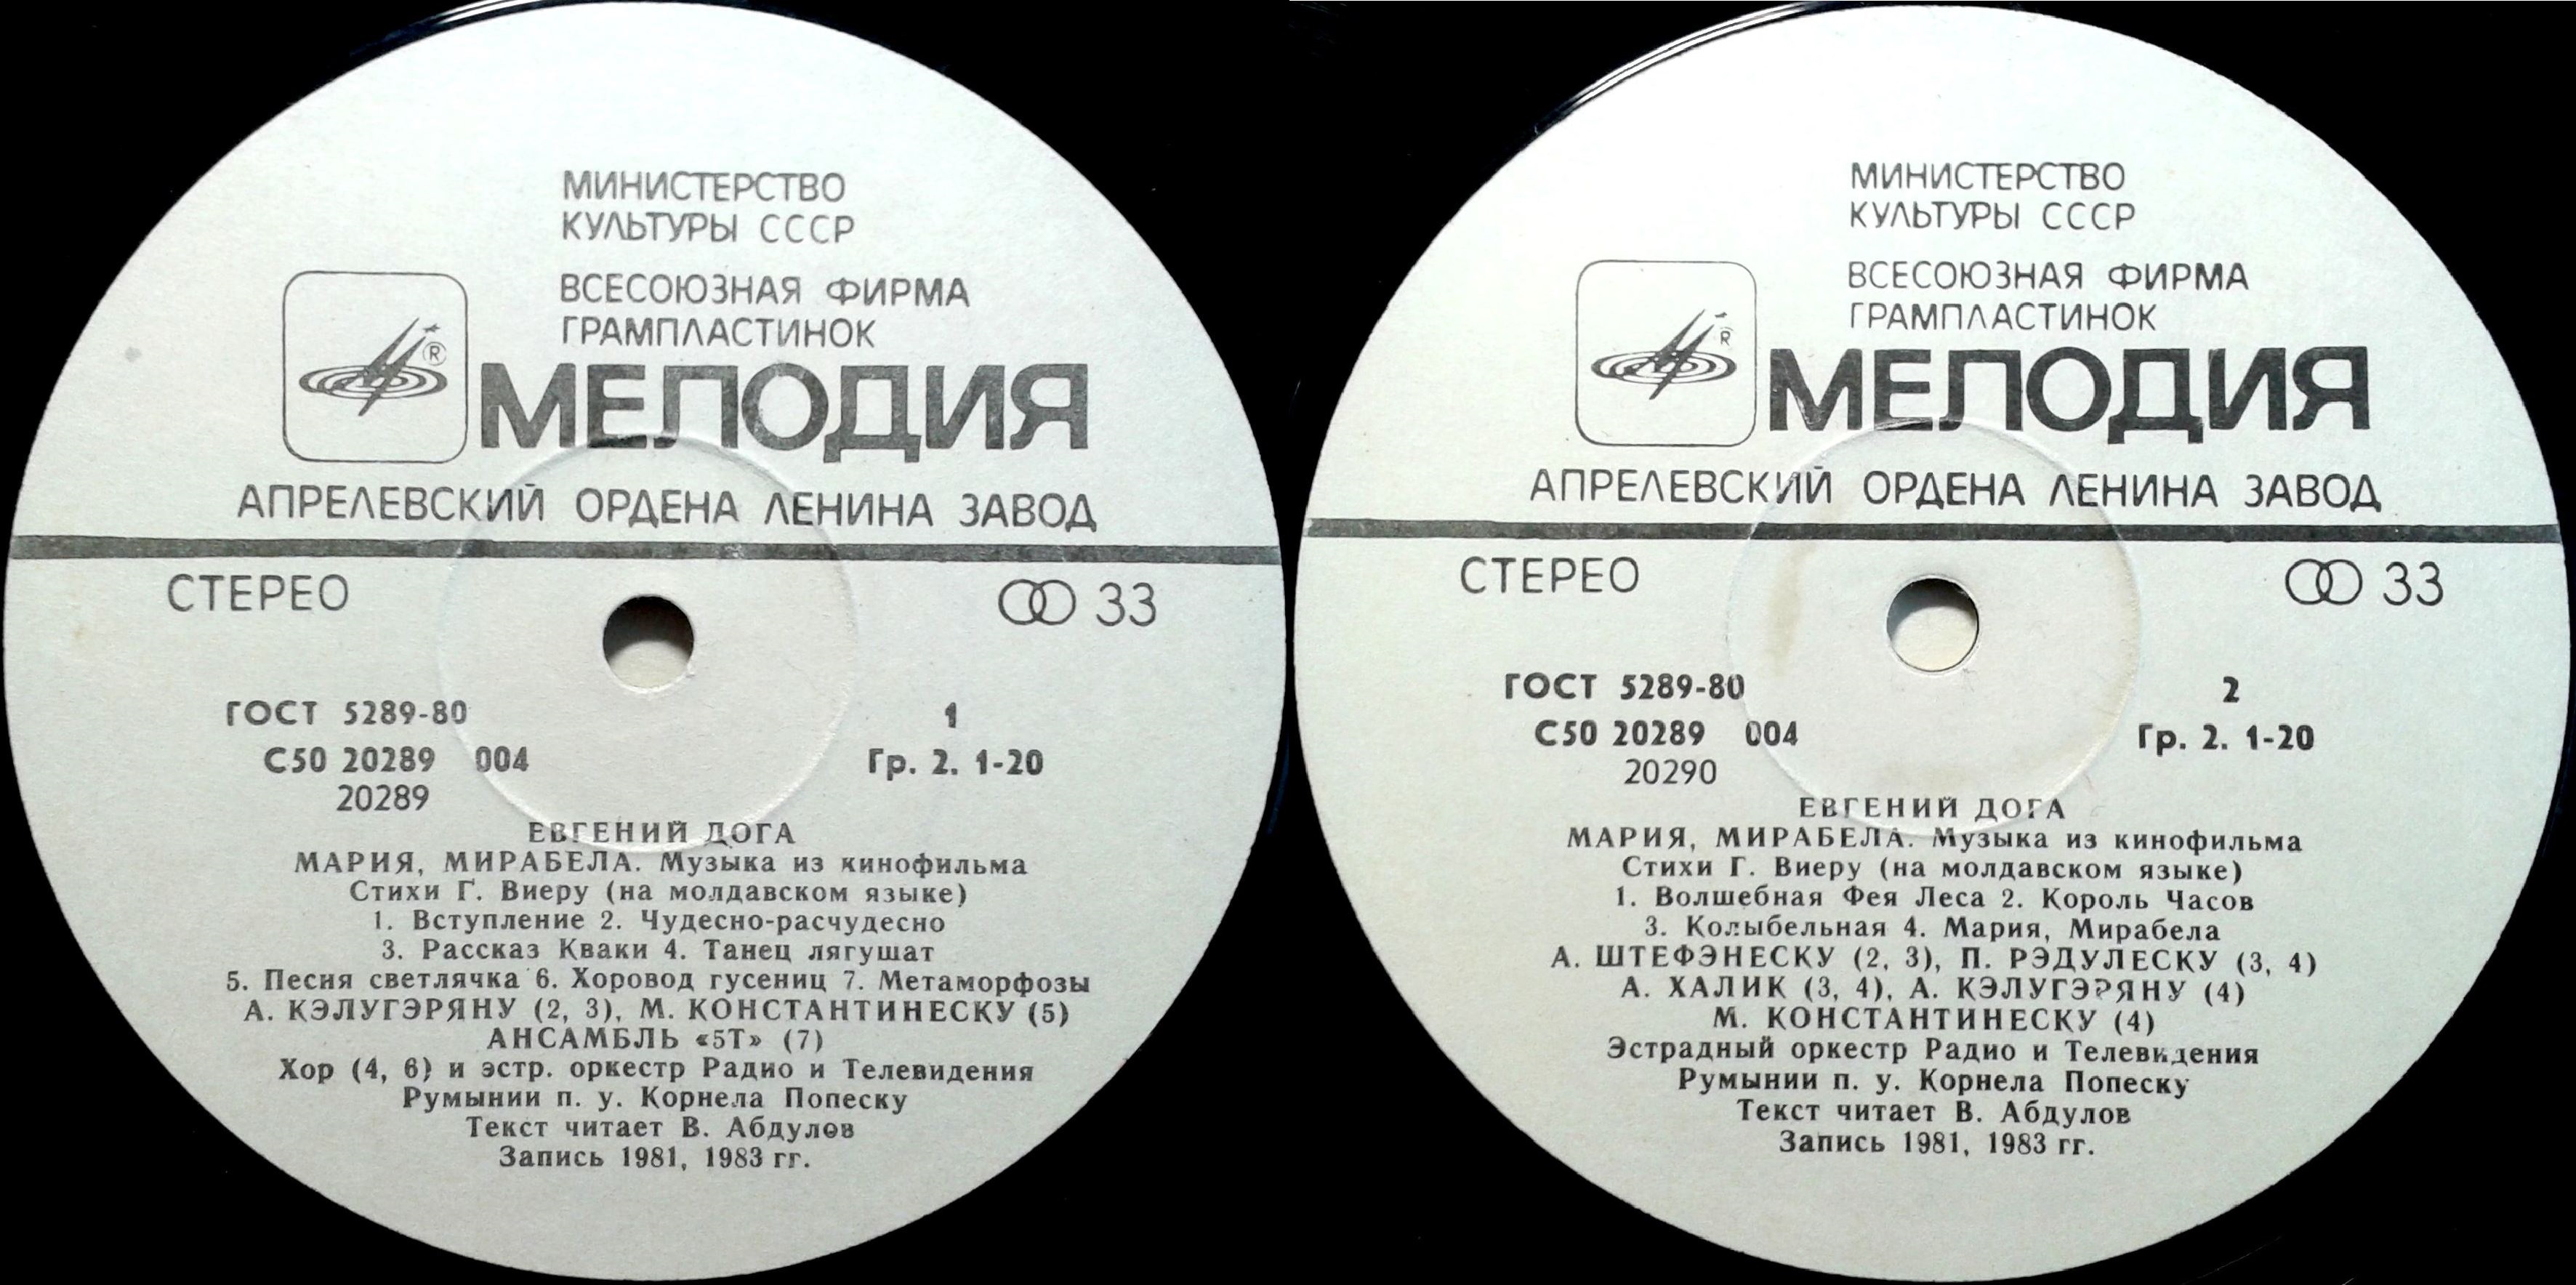 МИНИСТЕРСТВО
КУЛЬТУРЫ СССР
ВСЕСОЮЗНАЯ ФИРМА
ГРАМПЛАСТИНОК
®
МЕЛОДИЯ
АПРЕЛЕВСКИЙ ОРДЕНА ЛЕНИНА ЗАВОД
СТЕРЕО 33
ГОСТ 5289-80 1
С50 20289 004 Гр. 2. 1-20
20289
ЕВГЕНИЙ ДОГА
МАРИЯ, МИРАБЕЛА. Музыка из кинофильма
Стихи Г. Виеру (на молдавском языке)
1. Вступление 2. Чудесно-расчудесно
3. Рассказ Кваки 4. Танец лягушат
5. Песня светлячка 6. Хоровод гусениц 7. Метаморфозы
А. КЭЛУГЭРЯНУ (2, 3), М. КОНСТАНТИНЕСКУ (5)
АНСАМБЛЬ «5Т» (7)
Хор (4, 6) и эстр. оркестр Радио и Телевидения
Румынии п. у. Корнела Попеску
Текст читает В. Абдулов
Запись 1981, 1983 гг.
МИНИСТЕРСТВО
КУЛЬТУРЫ СССР
ВСЕСОЮЗНАЯ ФИРМА
ГРАМПЛАСТИНОК
®
МЕЛОДИЯ
АПРЕЛЕВСКИЙ ОРДЕНА ЛЕНИНА ЗАВОД
СТЕРЕО 33
ГОСТ 5289-80 2
С50 20289 004 Гр. 2. 1-20
20290
ЕВГЕНИЙ ДОГА
МАРИЯ, МИРАБЕЛА. Музыка из кинофильма
Стихи Г. Виеру (на молдавском языке)
1. Волшебная Фея Леса 2. Король Часов
3. Колыбельная 4. Мария, Мирабела
А. ШТЕФЭНЕСКУ (2, 3), П. РЭДУЛЕСКУ (3, 4)
А. ХАЛИК (3, 4), А. КЭЛУГЭРЯНУ (4)
М. КОНСТАНТИНЕСКУ (4)
Эстрадный оркестр Радио и Телевидения
Румынии п. у. Корнела Попеску
Текст читает В. Абдулов
Запись 1981, 1983 гг.